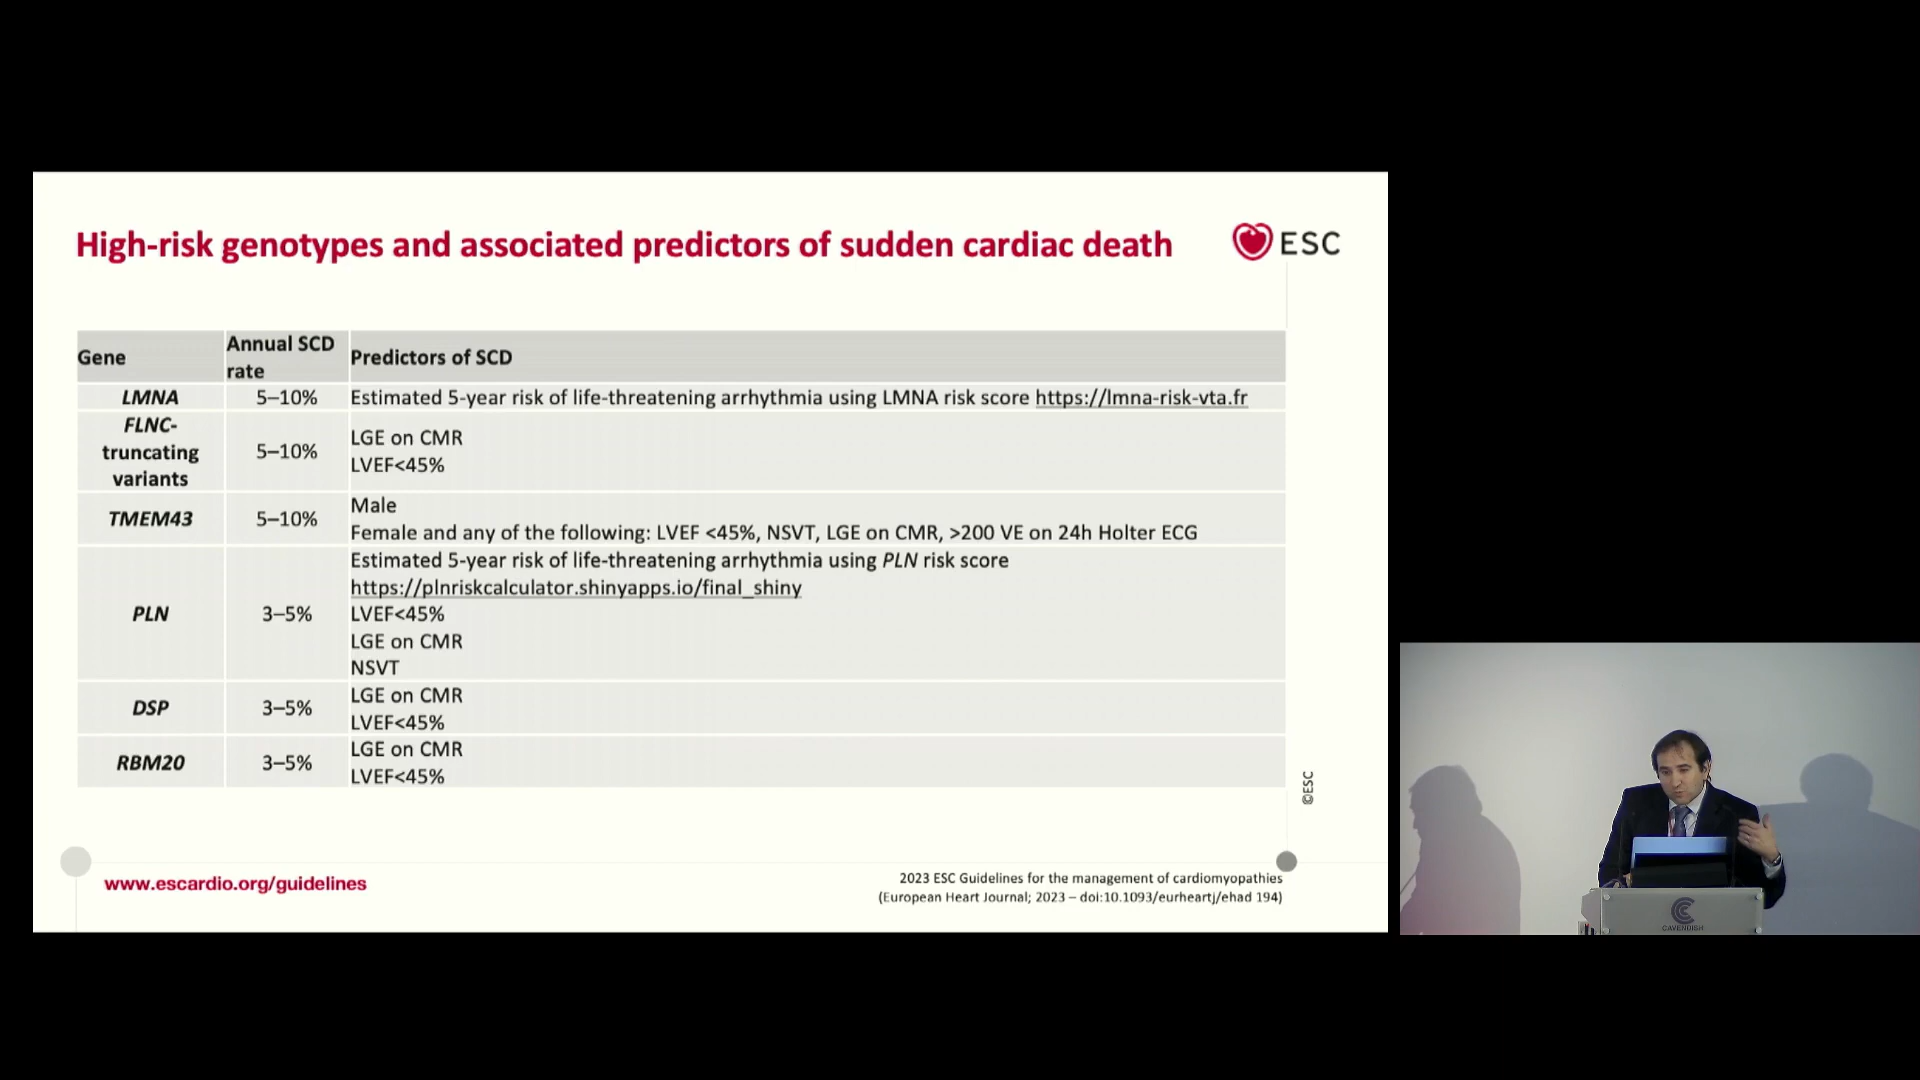 High-risk genotypes and associated predictors of sudden cardiac death
ESC
Gene
Annual SCD
rate
Predictors of SCD
LMNA
5–10%
Estimated 5-year risk of life-threatening arrhythmia using LMNA risk score https://lmna-risk-vta.fr
FLNC-
truncating
variants
5–10%
LGE on CMR
LVEF<45%
TMEM43
5–10%
Male
Female and any of the following: LVEF <45%, NSVT, LGE on CMR, >200 VE on 24h Holter ECG
PLN
3–5%
Estimated 5-year risk of life-threatening arrhythmia using PLN risk score
https://plnriskcalculator.shinyapps.io/final_shiny
LVEF<45%
LGE on CMR
NSVT
DSP
3–5%
LGE on CMR
LVEF<45%
RBM20
3–5%
LGE on CMR
LVEF<45%
©ESC
www.escardio.org/guidelines
2023 ESC Guidelines for the management of cardiomyopathies
(European Heart Journal; 2023 – doi:10.1093/eurheartj/ehad 194)
CAVENDISH